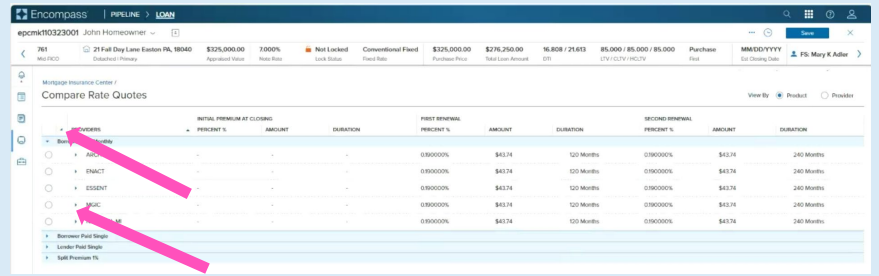 Encompass | PIPELINE > LOAN
epcmk110323001 John Homeowner 4
761 21 Fall Day Lane Easton PA, 18040 $325,000.00 7.000% Not Locked Conventional Fixed $325,000.00 $276,250.00 16.808 / 21.613 85.000 / 85.000 / 85.000 Purchase MM/DD/YYYY FS: Mary K Adler
Mid FICO Detached | Primary Appraised Value Note Rate Lock Status Fixed Rate Purchase Price Total Loan Amount DTI LTV / CLTV / HCLTV First Est Closing Date
Save
Mortgage Insurance Center /
Compare Rate Quotes View By Product Provider
INITIAL PREMIUM AT CLOSING FIRST RENEWAL SECOND RENEWAL
PERCENT % AMOUNT DURATION PERCENT % AMOUNT DURATION PERCENT % AMOUNT DURATION
- - - 0.190000% $43.74 120 Months 0.190000% $43.74 240 Months
ENACT - - - 0.190000% $43.74 120 Months 0.190000% $43.74 240 Months
ESSENT - - - 0.190000% $43.74 120 Months 0.190000% $43.74 240 Months
MGIC - - - 0.190000% $43.74 120 Months 0.190000% $43.74 240 Months
MI - - - 0.190000% $43.74 120 Months 0.190000% $43.74 240 Months
Borrower Paid Single
Lender Paid Single
Split Premium 1%